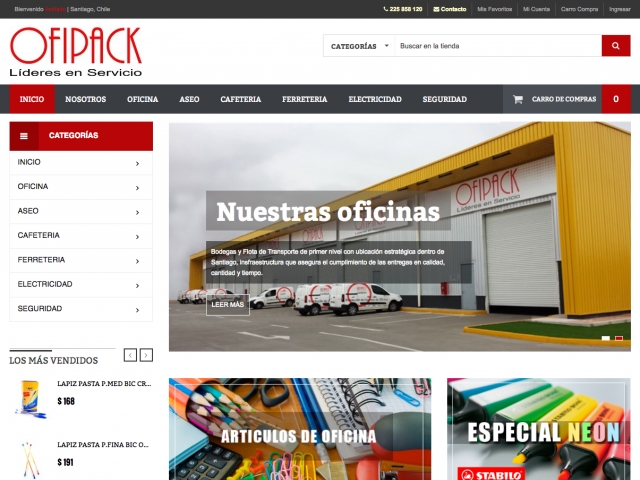 Bienvenido | Santiago, Chile
225 858 120
Contacto
Mis Favoritos
Mi Cuenta
Carro Compra
Ingresar
OFIPACK
Líderes en Servicio
CATEGORÍAS
Buscar en la tienda
INICIO
NOSOTROS
OFICINA
ASEO
CAFETERIA
FERRETERIA
ELECTRICIDAD
SEGURIDAD
CARRO DE COMPRAS
0
CATEGORÍAS
INICIO
OFICINA
ASEO
CAFETERIA
FERRETERIA
ELECTRICIDAD
SEGURIDAD
OFIPACK
Líderes en Servicio
Nuestras oficinas
Bodegas y Flota de Transporte de primer nivel con ubicación estratégica dentro de
Santiago, insfraestructura que asegura el cumplimiento de las entregas en calidad,
cantidad y tiempo.
LEER MÁS
LOS MÁS VENDIDOS
LAPIZ PASTA P.MED BIC CR...
$ 168
LAPIZ PASTA P.FINA BIC O...
$ 191
ARTICULOS DE OFICINA
ESPECIAL NEON
STABILO